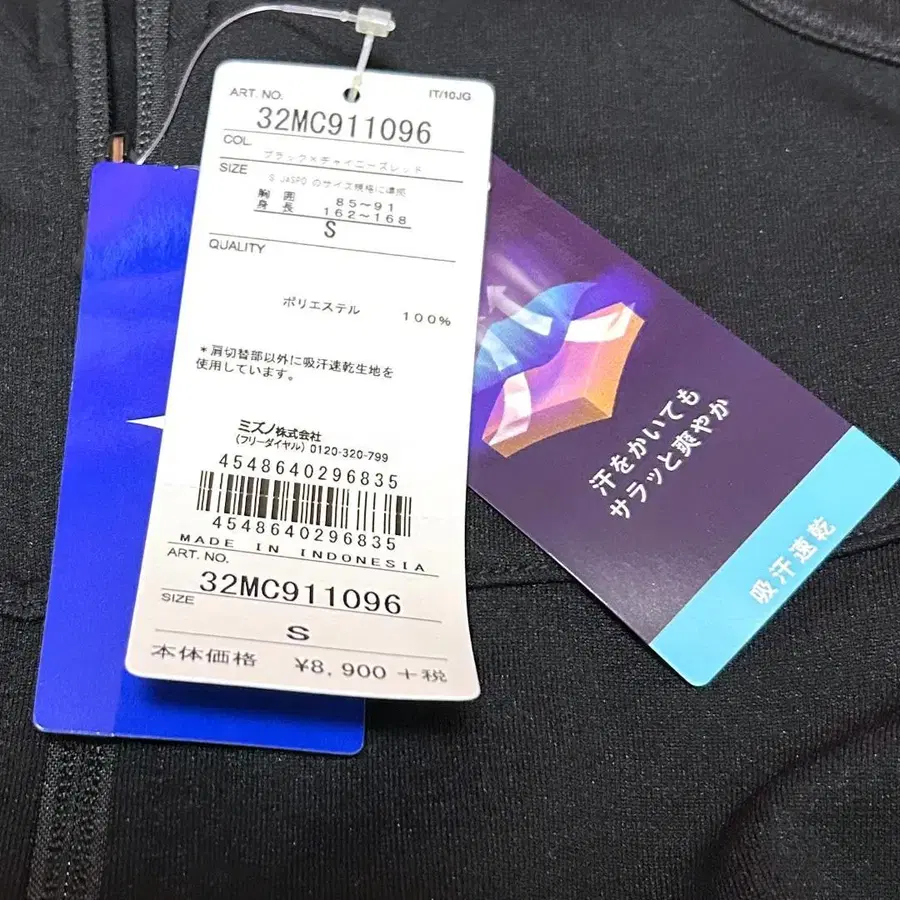 ART. NO.
IT/10JG
32MC911096
COL.
ブラック×チャイニーズレッド
SIZE
S JASPO のサイズ規格に準拠
胸 囲 85～91
身 長 162～168
S
QUALITY
ポリエステル 100%
*肩切替部以外に吸汗速乾生地を
使用しています。
ミズノ株式会社
(フリーダイヤル) 0120-320-799
4548640296835
4548640296835
MADE IN INDONESIA
ART. NO.
32MC911096
SIZE
S
本体価格 ¥8,900 +税
汗をかいても
サラッと爽やか
吸汗速乾